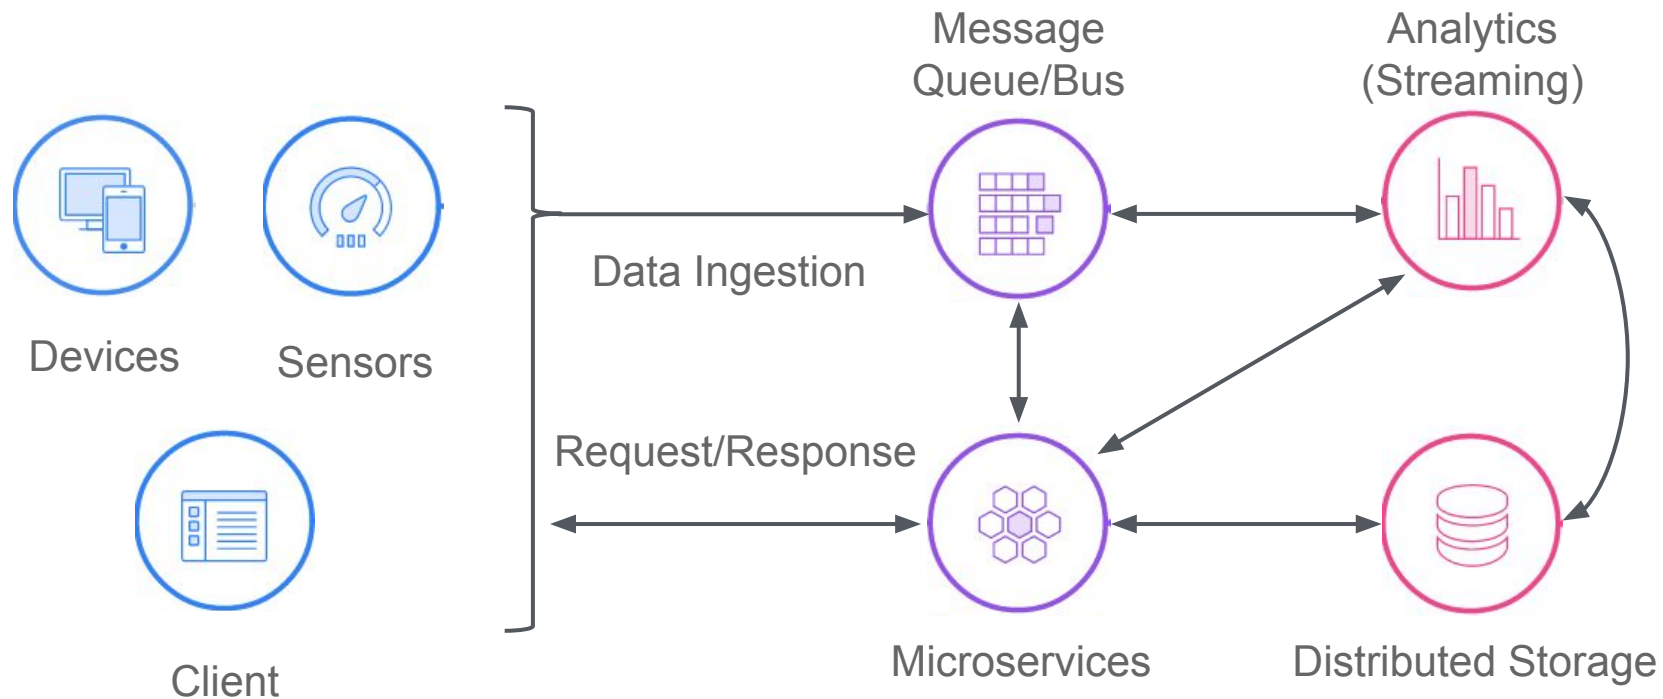 Message
Queue/Bus
Analytics
(Streaming)
Devices
Sensors
Data Ingestion
Request/Response
Client
Microservices
Distributed Storage